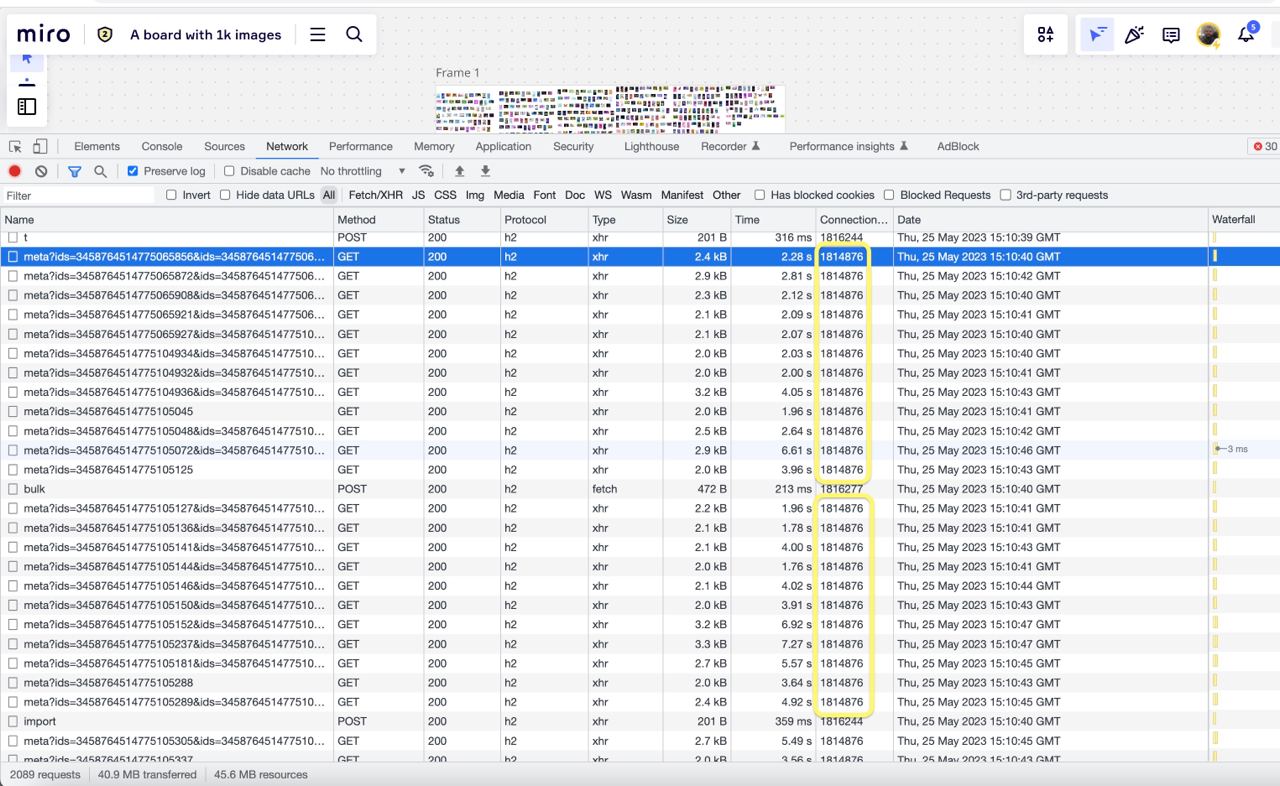 miro 2 A board with 1k images 5
Frame 1
Elements Console Sources Network Performance Memory Application Security Lighthouse Recorder Performance insights AdBlock 30
Preserve log Disable cache No throttling
Filter Invert Hide data URLs All Fetch/XHR JS CSS Img Media Font Doc WS Wasm Manifest Other Has blocked cookies Blocked Requests 3rd-party requests
Name Method Status Protocol Type Size Time Connection... Date Waterfall
t POST 200 h2 xhr 201 B 316 ms 1816244 Thu, 25 May 2023 15:10:39 GMT
meta?ids=3458764514775065856&ids=345876451477506... GET 200 h2 xhr 2.4 kB 2.28 s 1814876 Thu, 25 May 2023 15:10:40 GMT
meta?ids=3458764514775065872&ids=345876451477506... GET 200 h2 xhr 2.9 kB 2.81 s 1814876 Thu, 25 May 2023 15:10:42 GMT
meta?ids=3458764514775065908&ids=345876451477506... GET 200 h2 xhr 2.3 kB 2.12 s 1814876 Thu, 25 May 2023 15:10:40 GMT
meta?ids=3458764514775065921&ids=345876451477506... GET 200 h2 xhr 2.1 kB 2.09 s 1814876 Thu, 25 May 2023 15:10:41 GMT
meta?ids=3458764514775065927&ids=345876451477510... GET 200 h2 xhr 2.1 kB 2.07 s 1814876 Thu, 25 May 2023 15:10:40 GMT
meta?ids=3458764514775104934&ids=345876451477510... GET 200 h2 xhr 2.0 kB 2.03 s 1814876 Thu, 25 May 2023 15:10:40 GMT
meta?ids=3458764514775104932&ids=345876451477510... GET 200 h2 xhr 2.0 kB 2.00 s 1814876 Thu, 25 May 2023 15:10:41 GMT
meta?ids=3458764514775104936&ids=345876451477510... GET 200 h2 xhr 3.2 kB 4.05 s 1814876 Thu, 25 May 2023 15:10:43 GMT
meta?ids=3458764514775105045 GET 200 h2 xhr 2.0 kB 1.96 s 1814876 Thu, 25 May 2023 15:10:41 GMT
meta?ids=3458764514775105048&ids=345876451477510... GET 200 h2 xhr 2.5 kB 2.64 s 1814876 Thu, 25 May 2023 15:10:42 GMT
meta?ids=3458764514775105072&ids=345876451477510... GET 200 h2 xhr 2.9 kB 6.61 s 1814876 Thu, 25 May 2023 15:10:46 GMT 3 ms
meta?ids=3458764514775105125 GET 200 h2 xhr 2.0 kB 3.96 s 1814876 Thu, 25 May 2023 15:10:43 GMT
bulk POST 200 h2 fetch 472 B 213 ms 1816277 Thu, 25 May 2023 15:10:40 GMT
meta?ids=3458764514775105127&ids=345876451477510... GET 200 h2 xhr 2.2 kB 1.96 s 1814876 Thu, 25 May 2023 15:10:41 GMT
meta?ids=3458764514775105136&ids=345876451477510... GET 200 h2 xhr 2.1 kB 1.78 s 1814876 Thu, 25 May 2023 15:10:41 GMT
meta?ids=3458764514775105141&ids=345876451477510... GET 200 h2 xhr 2.1 kB 4.00 s 1814876 Thu, 25 May 2023 15:10:43 GMT
meta?ids=3458764514775105144&ids=345876451477510... GET 200 h2 xhr 2.0 kB 1.76 s 1814876 Thu, 25 May 2023 15:10:41 GMT
meta?ids=3458764514775105146&ids=345876451477510... GET 200 h2 xhr 2.1 kB 4.02 s 1814876 Thu, 25 May 2023 15:10:44 GMT
meta?ids=3458764514775105150&ids=345876451477510... GET 200 h2 xhr 2.0 kB 3.91 s 1814876 Thu, 25 May 2023 15:10:43 GMT
meta?ids=3458764514775105152&ids=345876451477510... GET 200 h2 xhr 3.2 kB 6.92 s 1814876 Thu, 25 May 2023 15:10:47 GMT
meta?ids=3458764514775105237&ids=345876451477510... GET 200 h2 xhr 3.3 kB 7.27 s 1814876 Thu, 25 May 2023 15:10:47 GMT
meta?ids=3458764514775105181&ids=345876451477510... GET 200 h2 xhr 2.7 kB 5.57 s 1814876 Thu, 25 May 2023 15:10:45 GMT
meta?ids=3458764514775105288 GET 200 h2 xhr 2.0 kB 3.64 s 1814876 Thu, 25 May 2023 15:10:43 GMT
meta?ids=3458764514775105289&ids=345876451477510... GET 200 h2 xhr 2.4 kB 4.92 s 1814876 Thu, 25 May 2023 15:10:45 GMT
import POST 200 h2 xhr 201 B 359 ms 1816244 Thu, 25 May 2023 15:10:40 GMT
meta?ids=3458764514775105305&ids=345876451477510... GET 200 h2 xhr 2.7 kB 5.49 s 1814876 Thu, 25 May 2023 15:10:45 GMT
meta?ids=3458764514775105337 GET 200 h2 xhr 2.0 kB 3.56 s 1814876 Thu, 25 May 2023 15:10:43 GMT
2089 requests 40.9 MB transferred 45.6 MB resources